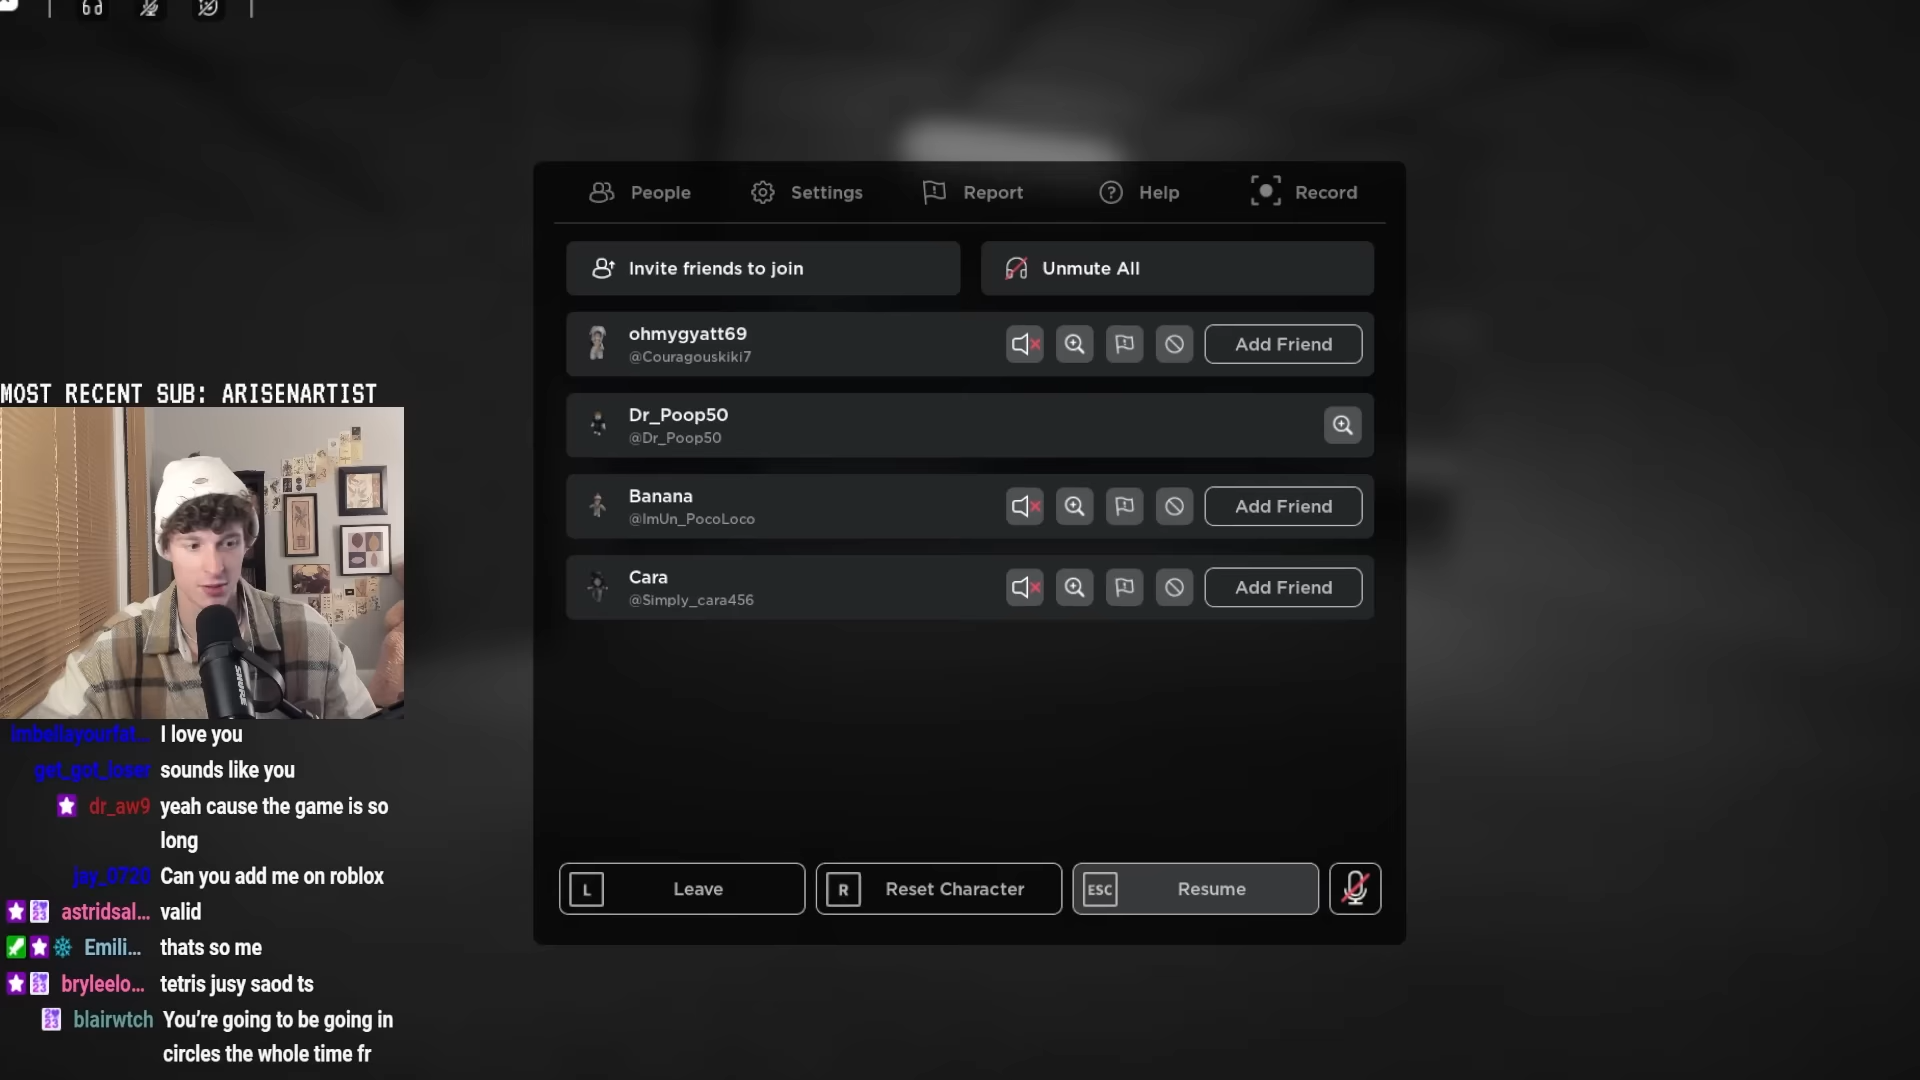 People
Settings
Report
Help
Record
Invite friends to join
Unmute All
ohmygyatt69
@Couragouskiki7
Add Friend
Dr_Poop50
@Dr_Poop50
Banana
@ImUn_PocoLoco
Add Friend
Cara
@Simply_cara456
Add Friend
L Leave
R Reset Character
ESC Resume
MOST RECENT SUB: ARISENARTIST
SHURE
imbellayourfat... I love you
get_got_loser sounds like you
dr_aw9 yeah cause the game is so
long
jay_0720 Can you add me on roblox
astridsal... valid
Emili... thats so me
bryleelo... tetris jusy saod ts
blairwtch You’re going to be going in
circles the whole time fr